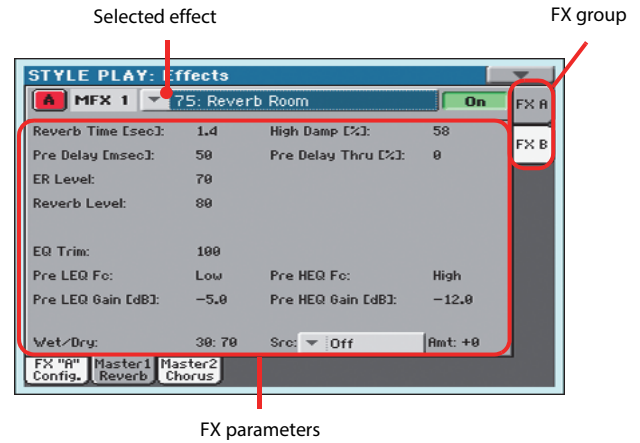 Selected effect
FX group
STYLE PLAY: Effects
A MFX 1 75: Reverb Room On
FX A
Reverb Time [sec]: 1.4 High Damp [%]: 58
FX B
Pre Delay [msec]: 50 Pre Delay Thru [%]: 0
ER Level: 70
Reverb Level: 80
EQ Trim: 100
Pre LEQ Fc: Low Pre HEQ Fc: High
Pre LEQ Gain [dB]: -5.0 Pre HEQ Gain [dB]: -12.0
Wet/Dry: 30:70 Src: Off Amt: +0
FX "A" Config. Master1 Reverb Master2 Chorus
FX parameters